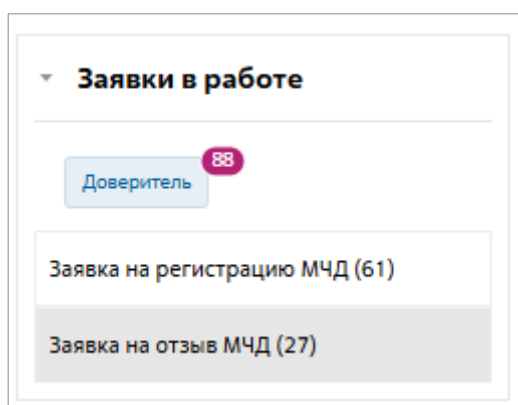 Заявки в работе
88
Доверитель
Заявка на регистрацию МЧД (61)
Заявка на отзыв МЧД (27)